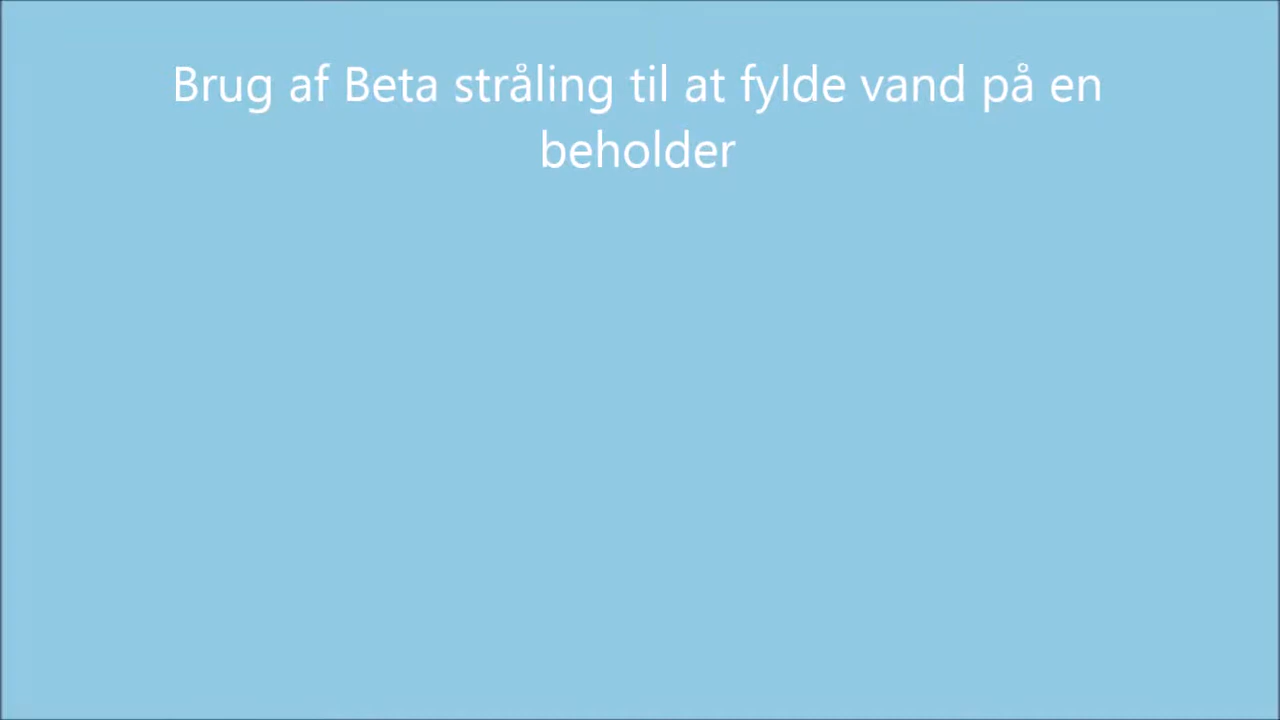 Brug af Beta stråling til at fylde vand på en
beholder